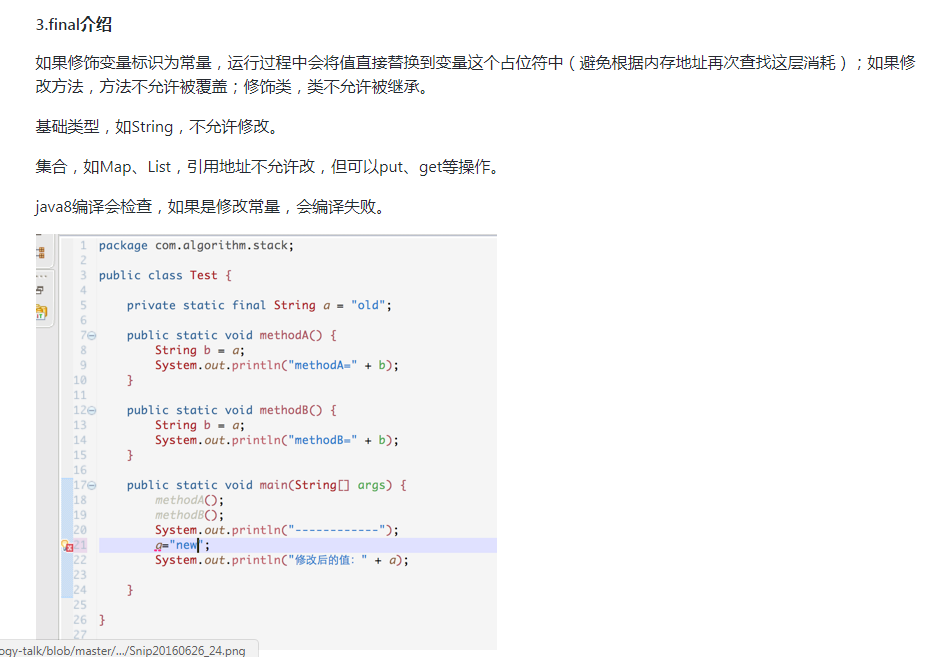 3.final介绍
如果修饰变量标识为常量，运行过程中会将值直接替换到变量这个占位符中（避免根据内存地址再次查找这层消耗）；如果修
改方法，方法不允许被覆盖；修饰类，类不允许被继承。
基础类型，如String，不允许修改。
集合，如Map、List，引用地址不允许改，但可以put、get等操作。
java8编译会检查，如果是修改常量，会编译失败。
1 package com.algorithm.stack;
2
3 public class Test {
4
5 private static final String a = "old";
6
7 public static void methodA() {
8 String b = a;
9 System.out.println("methodA=" + b);
10 }
11
12 public static void methodB() {
13 String b = a;
14 System.out.println("methodB=" + b);
15 }
16
17 public static void main(String[] args) {
18 methodA();
19 methodB();
20 System.out.println("------------");
21 a="new";
22 System.out.println("修改后的值：" + a);
23
24 }
25
26 }
27
ogy-talk/blob/master/.../Snip20160626_24.png